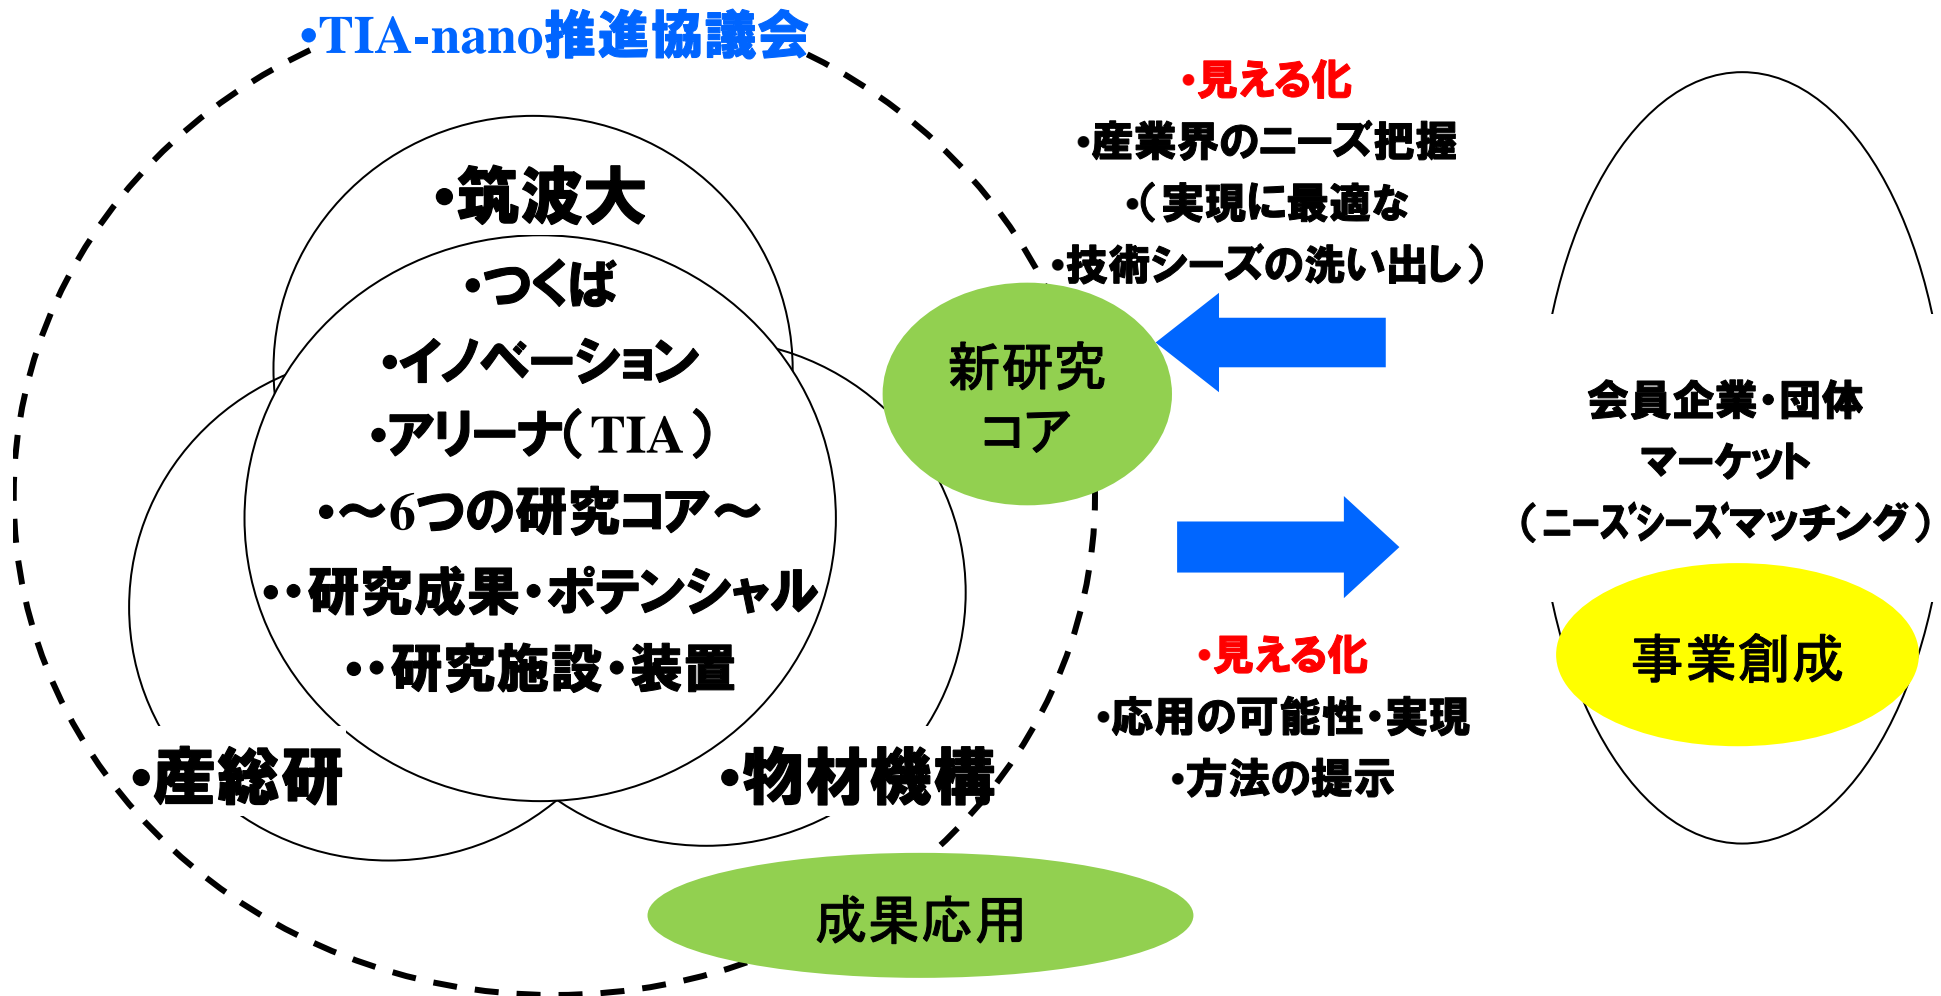 •TIA-nano推進協議会
•筑波大
•つくば
•イノベーション
•アリーナ(TIA)
•～6つの研究コア～
••研究成果・ポテンシャル
••研究施設・装置
•産総研
•物材機構
新研究
コア
成果応用
•見える化
•産業界のニーズ把握
•(実現に最適な
•技術シーズの洗い出し)
•見える化
•応用の可能性・実現
•方法の提示
会員企業・団体
マーケット
(ニーズシーズマッチング)
事業創成